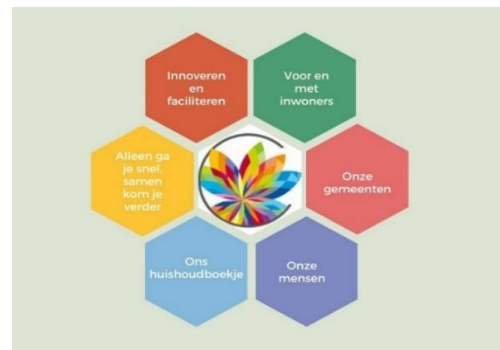 Innoveren
en
faciliteren
Voor en
met
inwoners
Alleen ga
je snel,
samen
kom je
verder
Onze
gemeenten
Ons
huishoudboekje
Onze
mensen